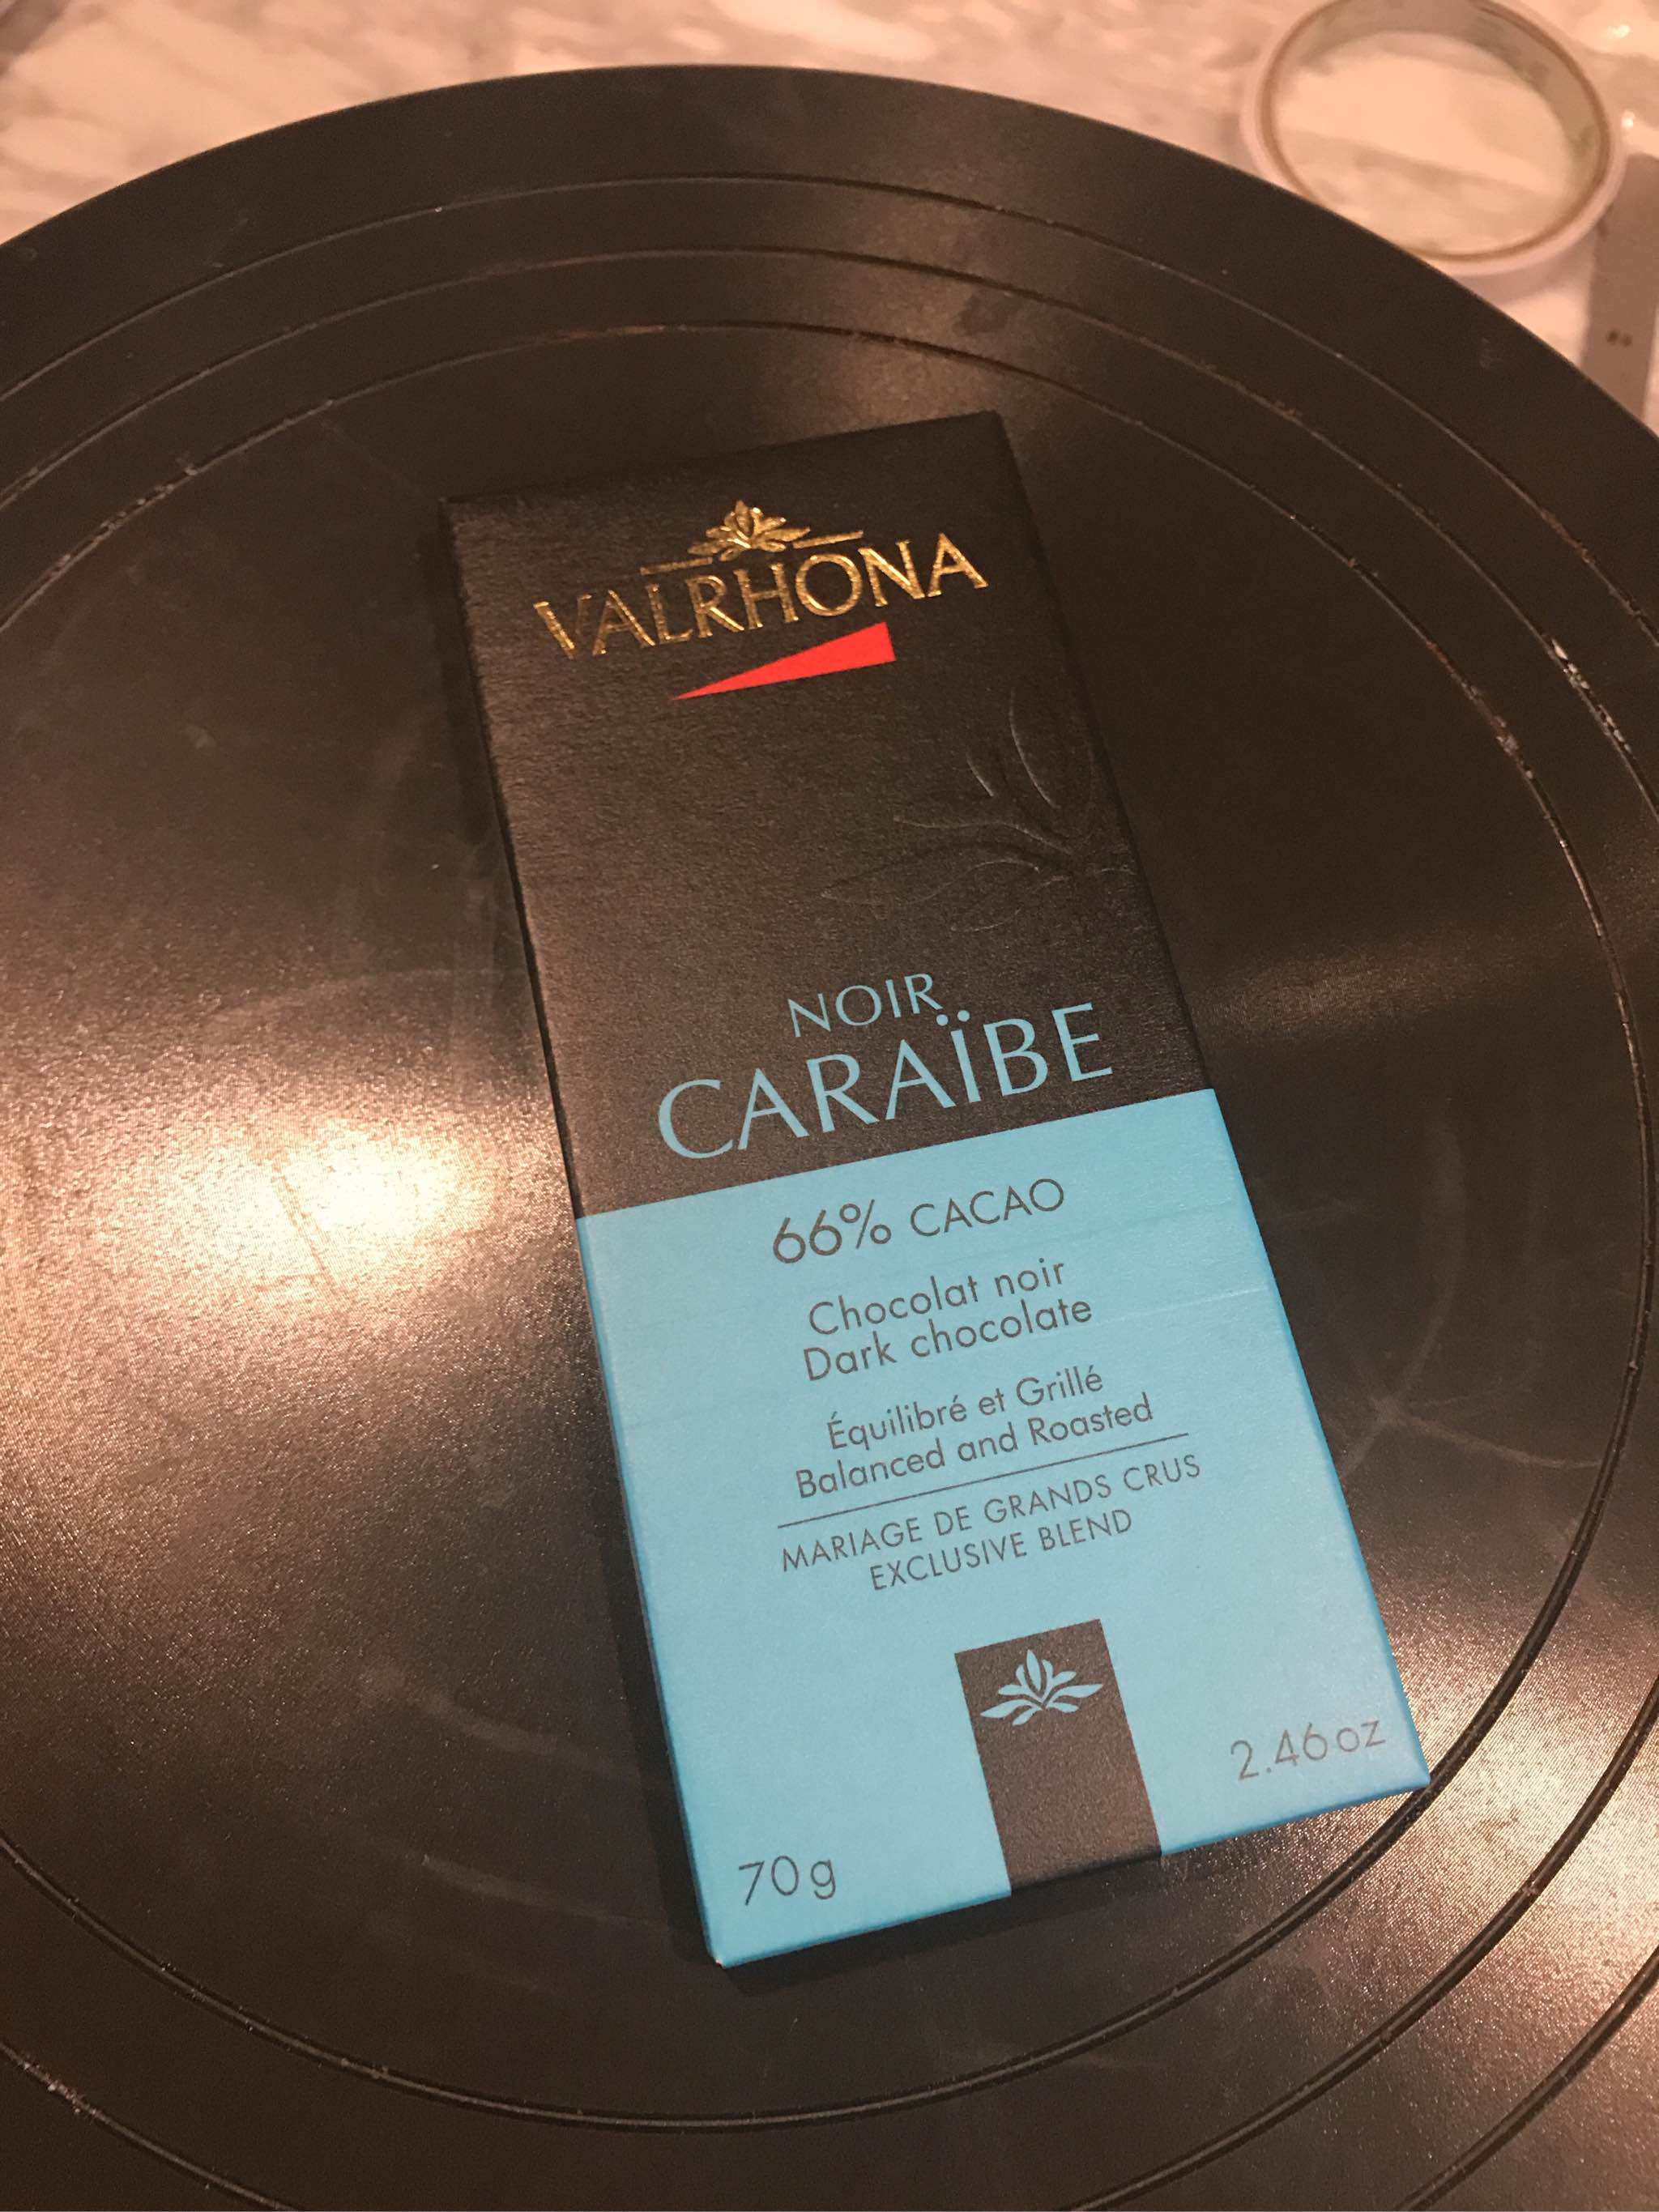 VALRHONA
NOIR
CARAÏBE
66% CACAO
Chocolat noir
Dark chocolate
Équilibré et Grillé
Balanced and Roasted
MARIAGE DE GRANDS CRUS
EXCLUSIVE BLEND
70g
2.46oz